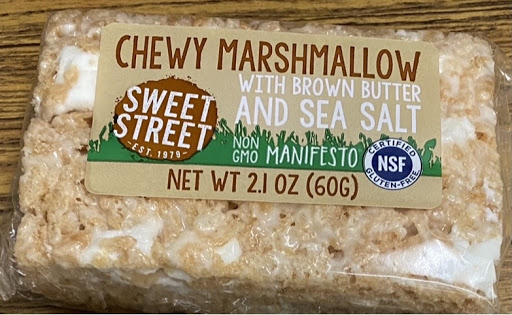 CHEWY MARSHMALLOW
WITH BROWN BUTTER
AND SEA SALT
SWEET
STREET
-EST. 1979-
NON
GMO MANIFESTO
CERTIFIED
NSF
GLUTEN-FREE
NET WT 2.1 OZ (60G)